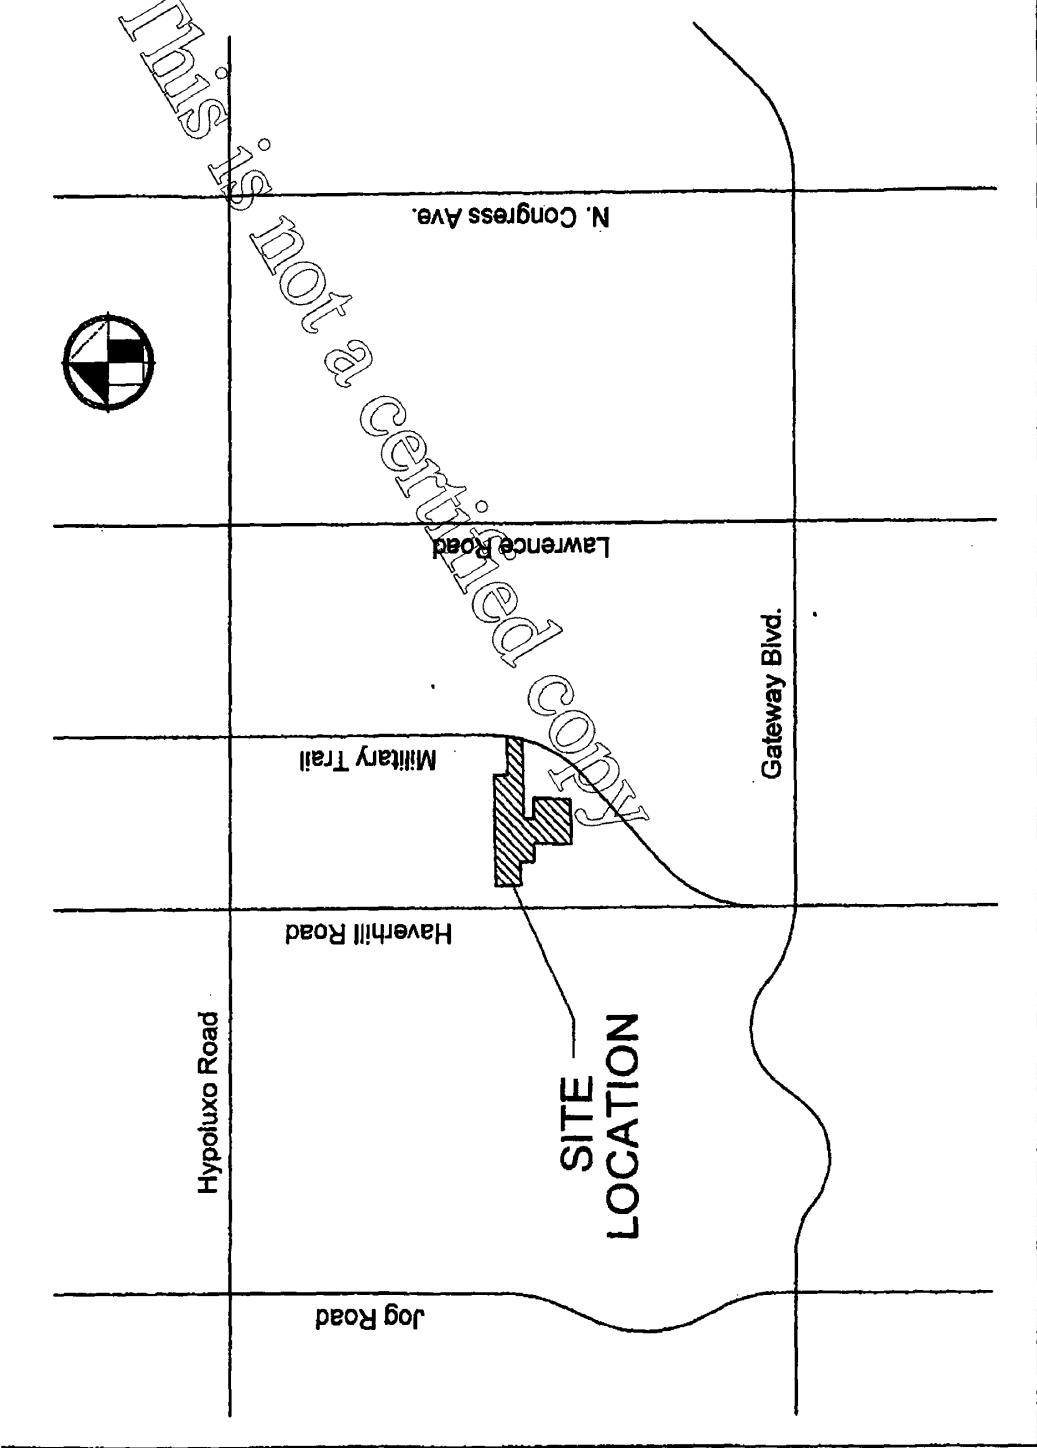 This is not a certified copy
Hypoluxo Road
Jog Road
Haverhill Road
Military Trail
Lawrence Road
N. Congress Ave.
Gateway Blvd.
SITE
LOCATION